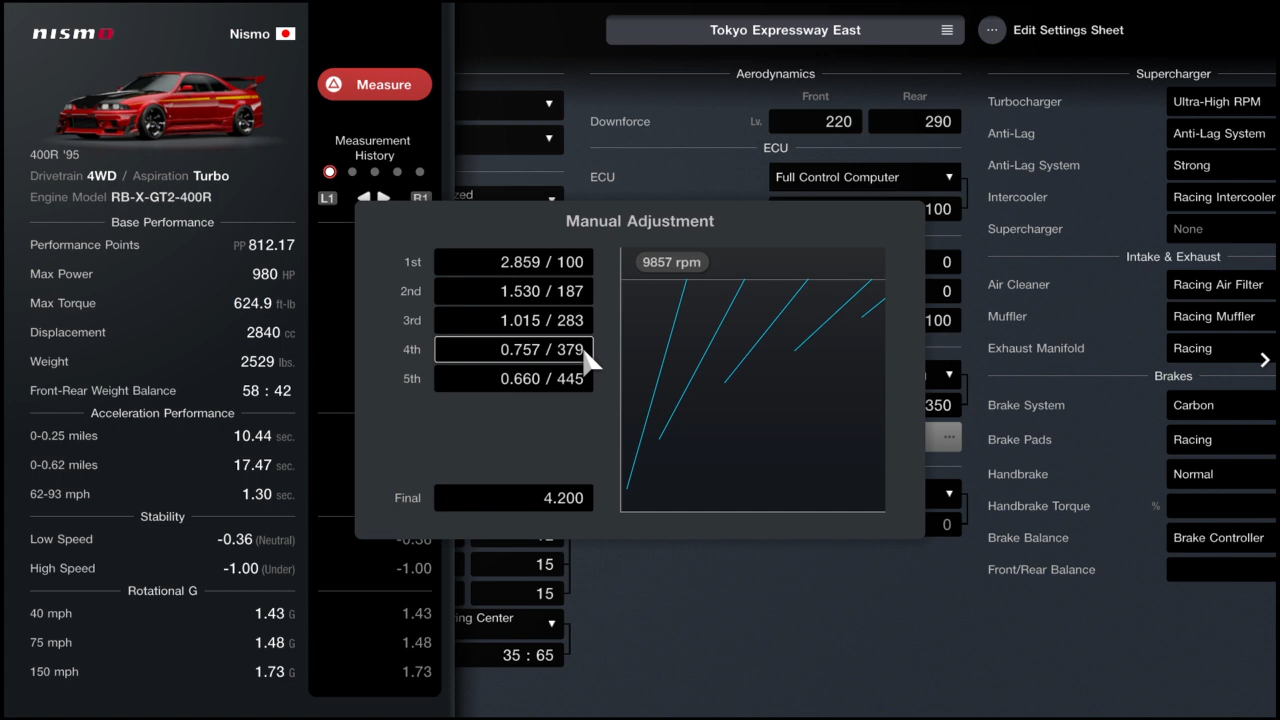 nismo
Nismo
400R '95
Drivetrain 4WD / Aspiration Turbo
Engine Model RB-X-GT2-400R
Base Performance
Performance Points PP 812.17
Max Power 980 HP
Max Torque 624.9 ft-lb
Displacement 2840 cc
Weight 2529 lbs.
Front-Rear Weight Balance 58 : 42
Acceleration Performance
0-0.25 miles 10.44 sec.
0-0.62 miles 17.47 sec.
62-93 mph 1.30 sec.
Stability
Low Speed -0.36 (Neutral)
High Speed -1.00 (Under)
Rotational G
40 mph 1.43 G
75 mph 1.48 G
150 mph 1.73 G
Measure
Measurement
History
L1 R1
-1.00
1.43
1.48
1.73
Tokyo Expressway East
Edit Settings Sheet
Manual Adjustment
1st 2.859 / 100
2nd 1.530 / 187
3rd 1.015 / 283
4th 0.757 / 379
5th 0.660 / 445
Final 4.200
9857 rpm
zed
15
15
ing Center
35 : 65
Aerodynamics
Front Rear
Downforce Lv. 220 290
ECU
ECU Full Control Computer
100
0
0
100
350
0
Supercharger
Turbocharger Ultra-High RPM
Anti-Lag Anti-Lag System
Anti-Lag System Strong
Intercooler Racing Intercooler
Supercharger None
Intake & Exhaust
Air Cleaner Racing Air Filter
Muffler Racing Muffler
Exhaust Manifold Racing
Brakes
Brake System Carbon
Brake Pads Racing
Handbrake Normal
Handbrake Torque %
Brake Balance Brake Controller
Front/Rear Balance